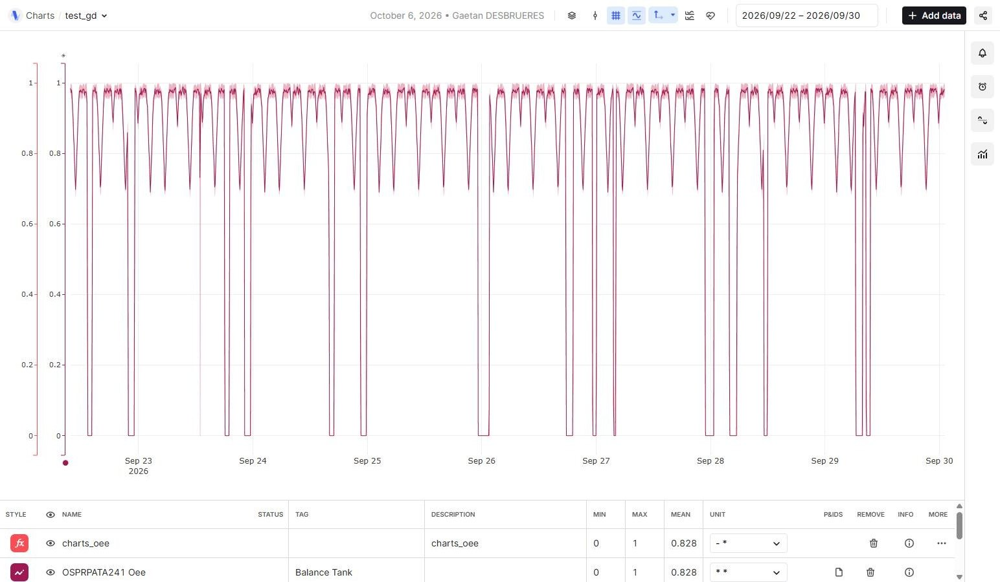 Charts / test_gd
October 6, 2026 • Gaetan DESBRUERES
2026/09/22 – 2026/09/30
+ Add data
*
1 1
0.8 0.8
0.6 0.6
0.4 0.4
0.2 0.2
0 0
Sep 23 Sep 24 Sep 25 Sep 26 Sep 27 Sep 28 Sep 29 Sep 30
2026
STYLE NAME STATUS TAG DESCRIPTION MIN MAX MEAN UNIT P&IDS REMOVE INFO MORE
fx charts_oee charts_oee 0 1 0.828 - *
OSPRPATA241 Oee Balance Tank 0 1 0.828 * *